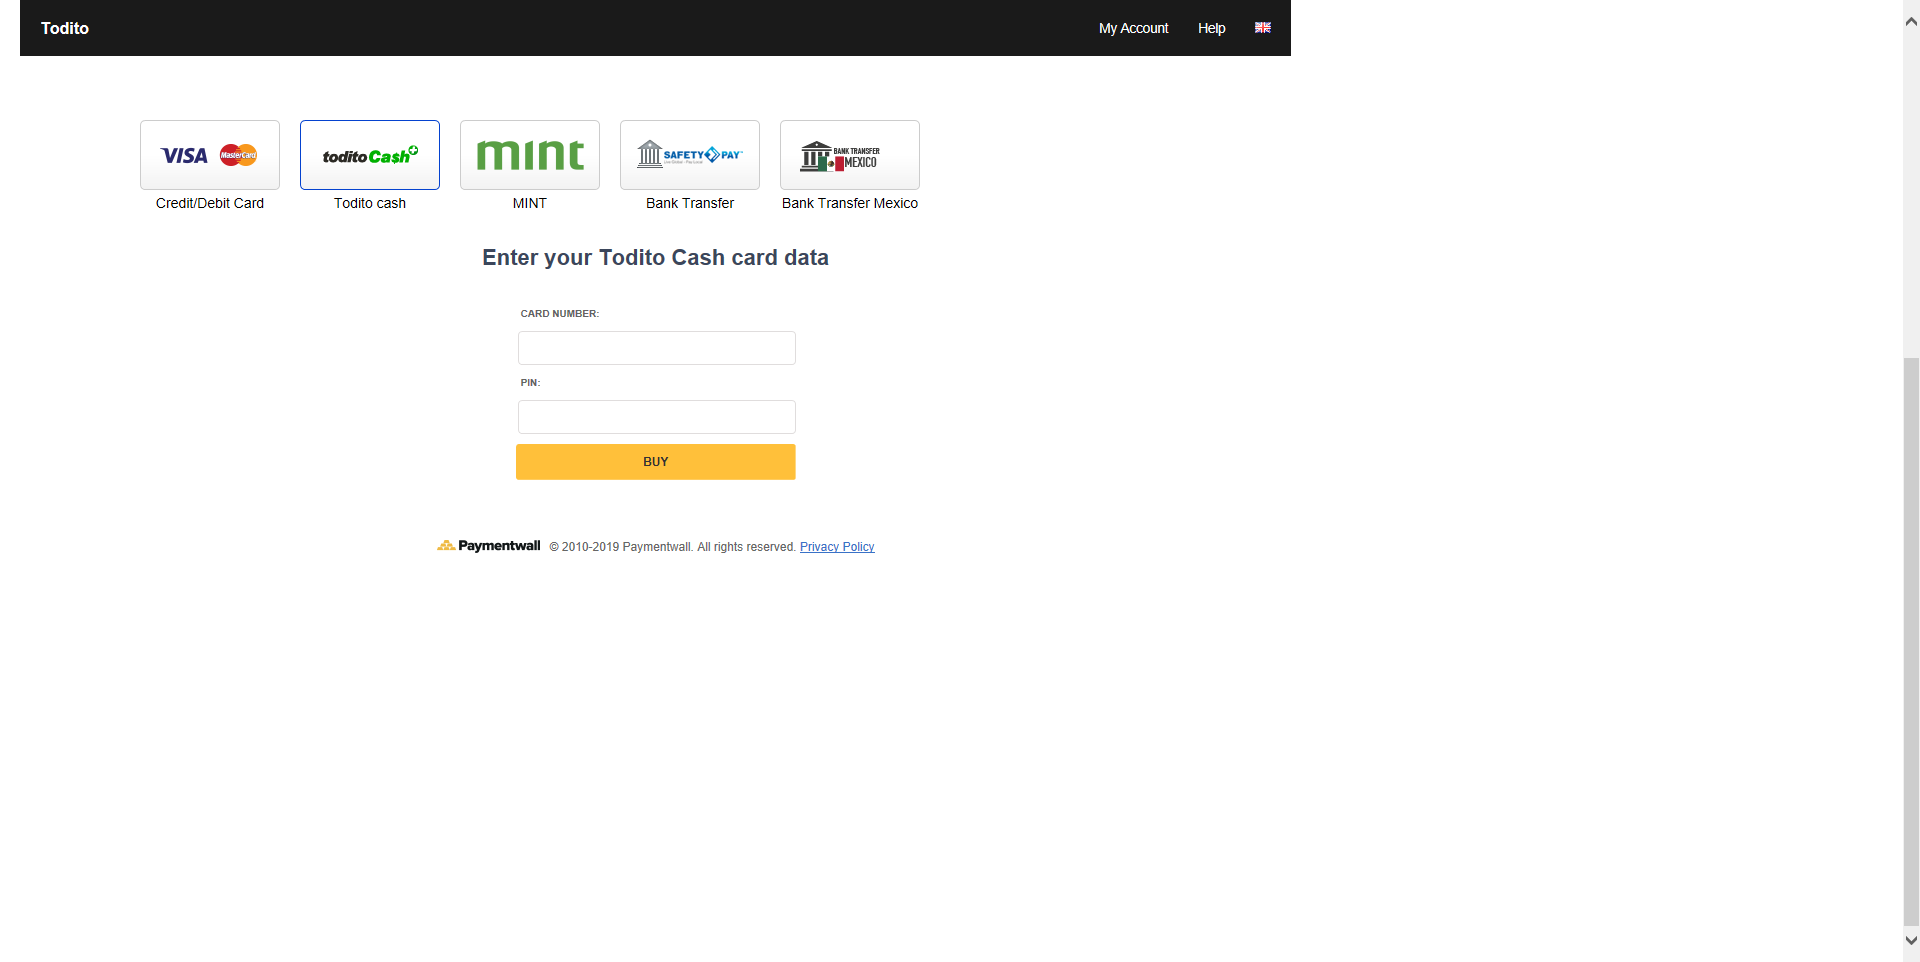 Todito
My Account
Help
VISA
MasterCard
todito Cash
mint
SAFETY PAY
BANK TRANSFER
MEXICO
Credit/Debit Card
Todito cash
MINT
Bank Transfer
Bank Transfer Mexico
Enter your Todito Cash card data
CARD NUMBER:
PIN:
BUY
Paymentwall © 2010-2019 Paymentwall. All rights reserved. Privacy Policy